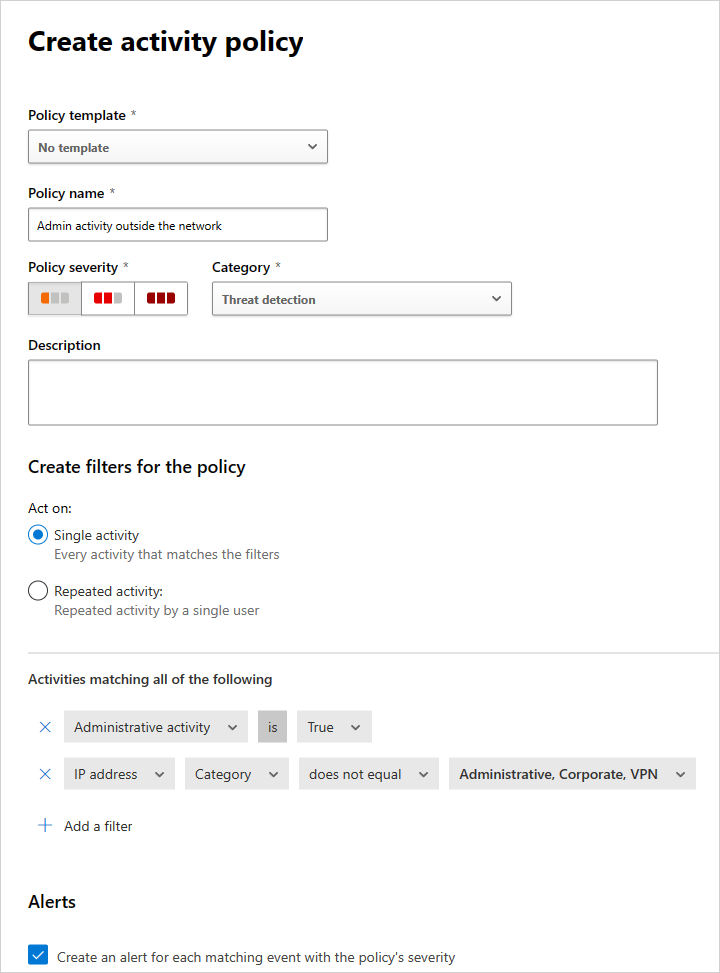 Create activity policy
Policy template *
No template
Policy name *
Admin activity outside the network
Policy severity * Category *
Threat detection
Description
Create filters for the policy
Act on:
Single activity
Every activity that matches the filters
Repeated activity:
Repeated activity by a single user
Activities matching all of the following
Administrative activity is True
IP address Category does not equal Administrative, Corporate, VPN
Add a filter
Alerts
Create an alert for each matching event with the policy's severity